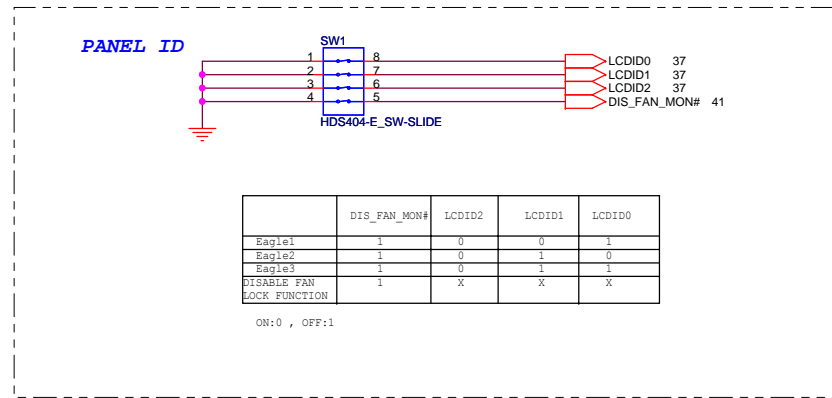 PANEL ID
SW1
1 8 LCDID0 37
2 7 LCDID1 37
3 6 LCDID2 37
4 5 DIS_FAN_MON# 41
HDS404-E_SW-SLIDE
DIS_FAN_MON# LCDID2 LCDID1 LCDID0
Eagle1 1 0 0 1
Eagle2 1 0 1 0
Eagle3 1 0 1 1
DISABLE FAN 1 X X X
LOCK FUNCTION
ON:0 , OFF:1